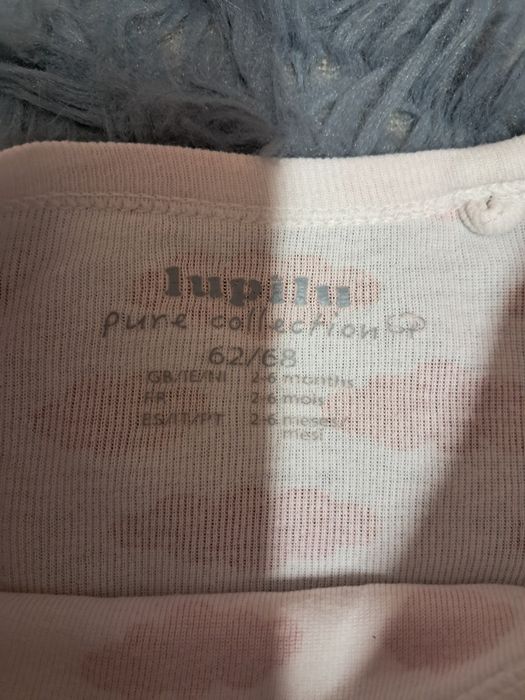 lupilu
pure collection
62/68
GB/IE/NI 2-6 months
FR 2-6 mois
ES/IT/PT 2-6 meses/
mesi